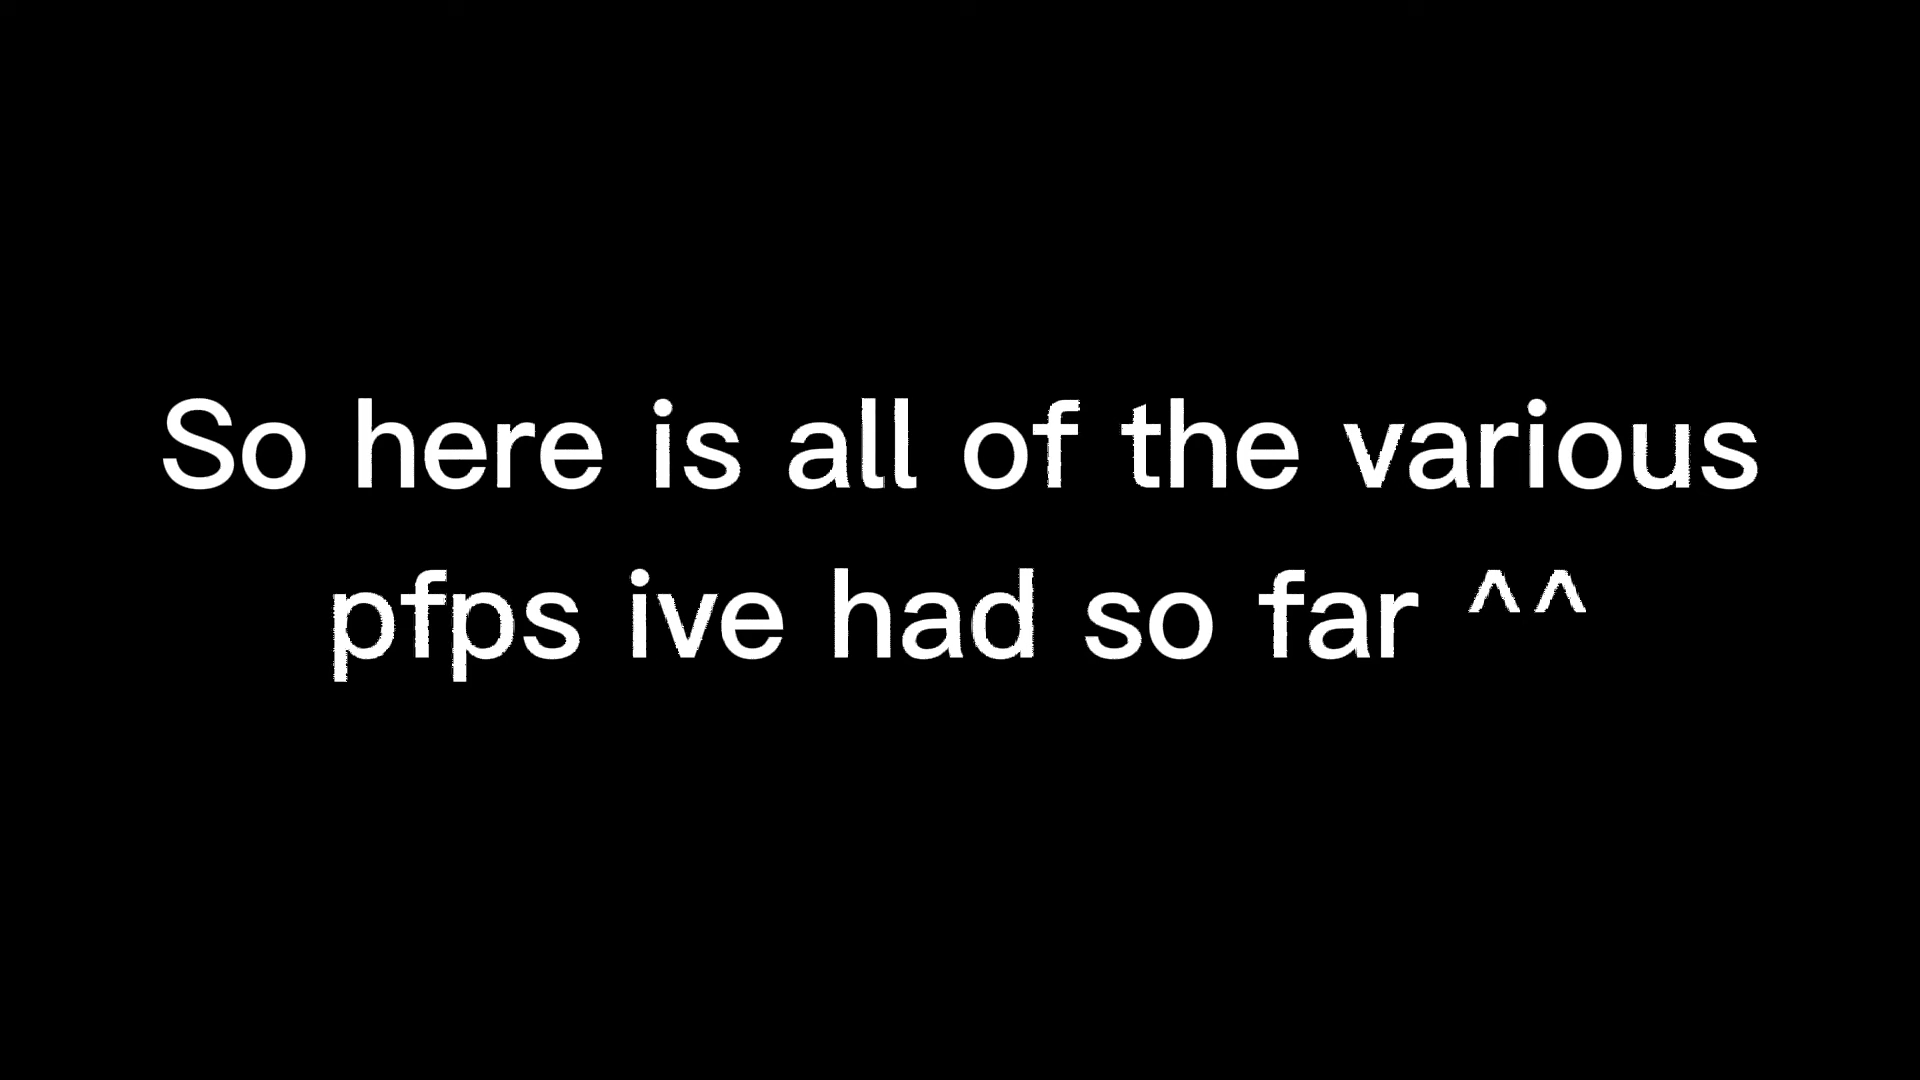 So here is all of the various
pfps ive had so far ^^